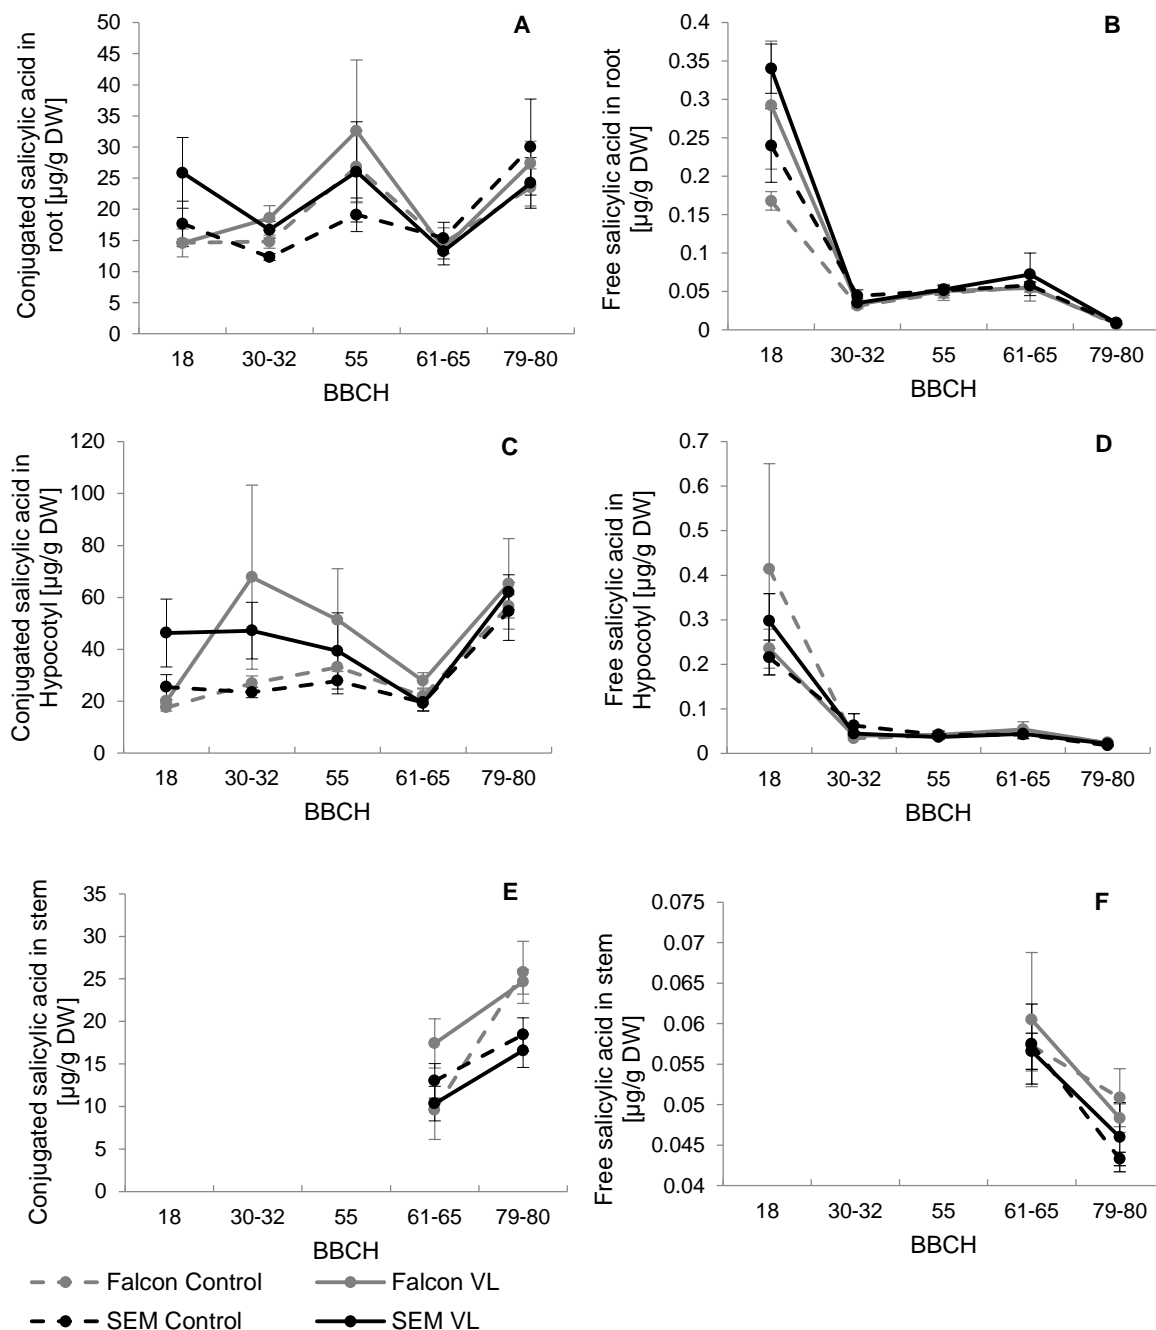 A
Conjugated salicylic acid in
root [µg/g DW]
50
45
40
35
30
25
20
15
10
5
0
18 30-32 55 61-65 79-80
BBCH
B
Free salicylic acid in root
[µg/g DW]
0.4
0.35
0.3
0.25
0.2
0.15
0.1
0.05
0
18 30-32 55 61-65 79-80
BBCH
C
Conjugated salicylic acid in
Hypocotyl [µg/g DW]
120
100
80
60
40
20
0
18 30-32 55 61-65 79-80
BBCH
D
Free salicylic acid in
Hypocotyl [µg/g DW]
0.7
0.6
0.5
0.4
0.3
0.2
0.1
0
18 30-32 55 61-65 79-80
BBCH
E
Conjugated salicylic acid in stem
[µg/g DW]
35
30
25
20
15
10
5
0
18 30-32 55 61-65 79-80
BBCH
F
Free salicylic acid in stem
[µg/g DW]
0.075
0.07
0.065
0.06
0.055
0.05
0.045
0.04
18 30-32 55 61-65 79-80
BBCH
Falcon Control Falcon VL
SEM Control SEM VL